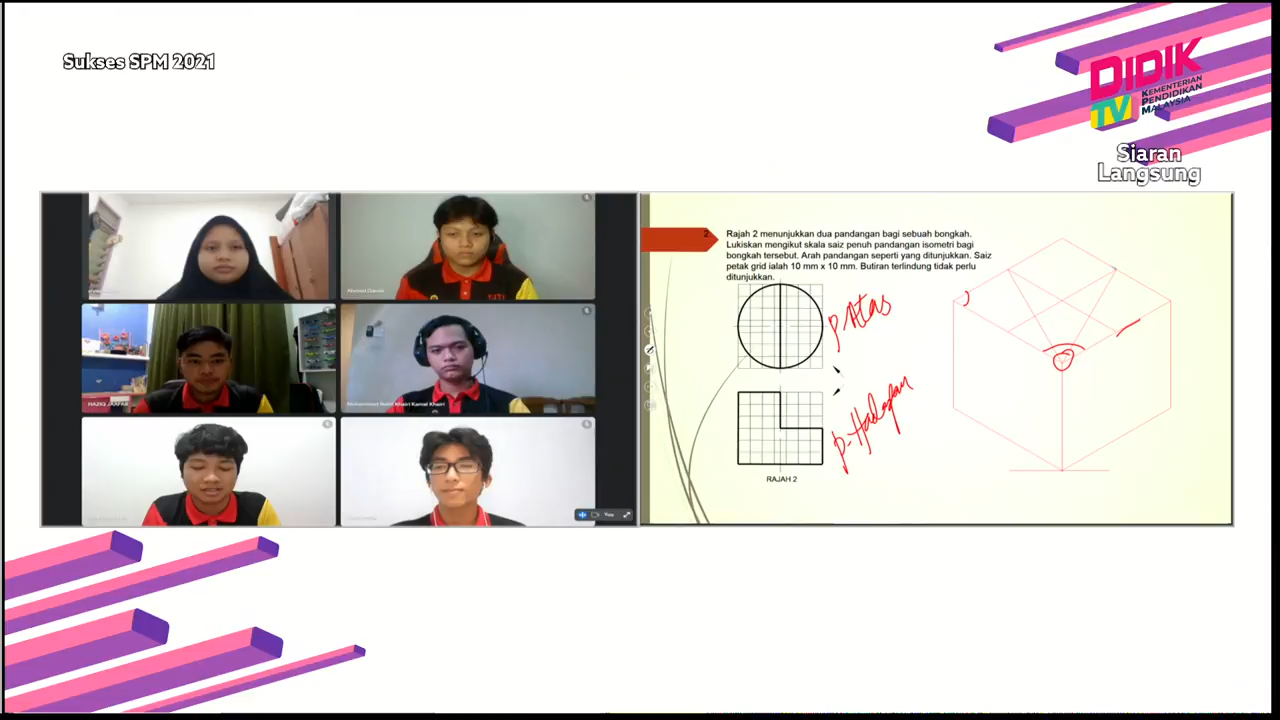 Sukses SPM 2021
DIDIK
TV
KEMENTERIAN
PENDIDIKAN
MALAYSIA
Siaran
Langsung
2. Rajah 2 menunjukkan dua pandangan bagi sebuah bongkah.
Lukiskan mengikut skala saiz penuh pandangan isometri bagi
bongkah tersebut. Arah pandangan seperti yang ditunjukkan. Saiz
petak grid ialah 10 mm x 10 mm. Butiran terlindung tidak perlu
ditunjukkan.
P Atas
P-Hadapan
RAJAH 2
HAZIQ JAAFAR